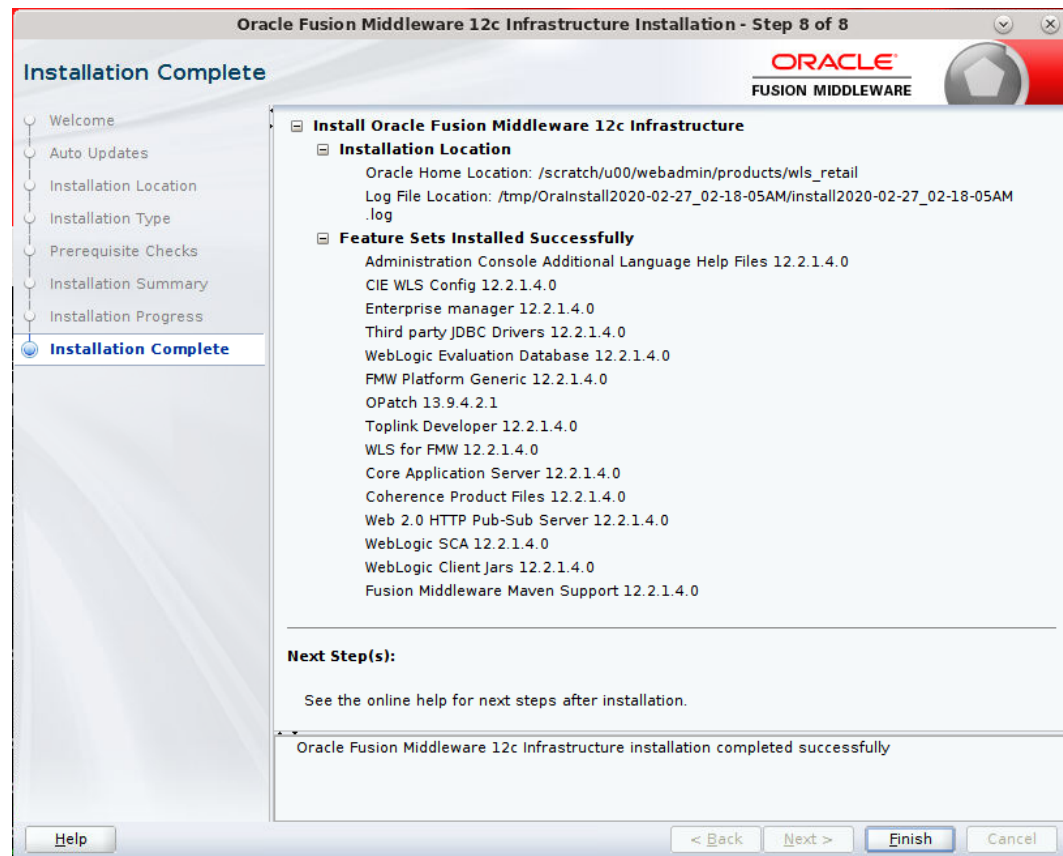 Oracle Fusion Middleware 12c Infrastructure Installation - Step 8 of 8
Installation Complete
ORACLE
FUSION MIDDLEWARE
Welcome
Auto Updates
Installation Location
Installation Type
Prerequisite Checks
Installation Summary
Installation Progress
Installation Complete
Install Oracle Fusion Middleware 12c Infrastructure
Installation Location
Oracle Home Location: /scratch/u00/webadmin/products/wls_retail
Log File Location: /tmp/OraInstall2020-02-27_02-18-05AM/install2020-02-27_02-18-05AM
.log
Feature Sets Installed Successfully
Administration Console Additional Language Help Files 12.2.1.4.0
CIE WLS Config 12.2.1.4.0
Enterprise manager 12.2.1.4.0
Third party JDBC Drivers 12.2.1.4.0
WebLogic Evaluation Database 12.2.1.4.0
FMW Platform Generic 12.2.1.4.0
OPatch 13.9.4.2.1
Toplink Developer 12.2.1.4.0
WLS for FMW 12.2.1.4.0
Core Application Server 12.2.1.4.0
Coherence Product Files 12.2.1.4.0
Web 2.0 HTTP Pub-Sub Server 12.2.1.4.0
WebLogic SCA 12.2.1.4.0
WebLogic Client Jars 12.2.1.4.0
Fusion Middleware Maven Support 12.2.1.4.0
Next Step(s):
See the online help for next steps after installation.
Oracle Fusion Middleware 12c Infrastructure installation completed successfully
Help
< Back
Next >
Finish
Cancel